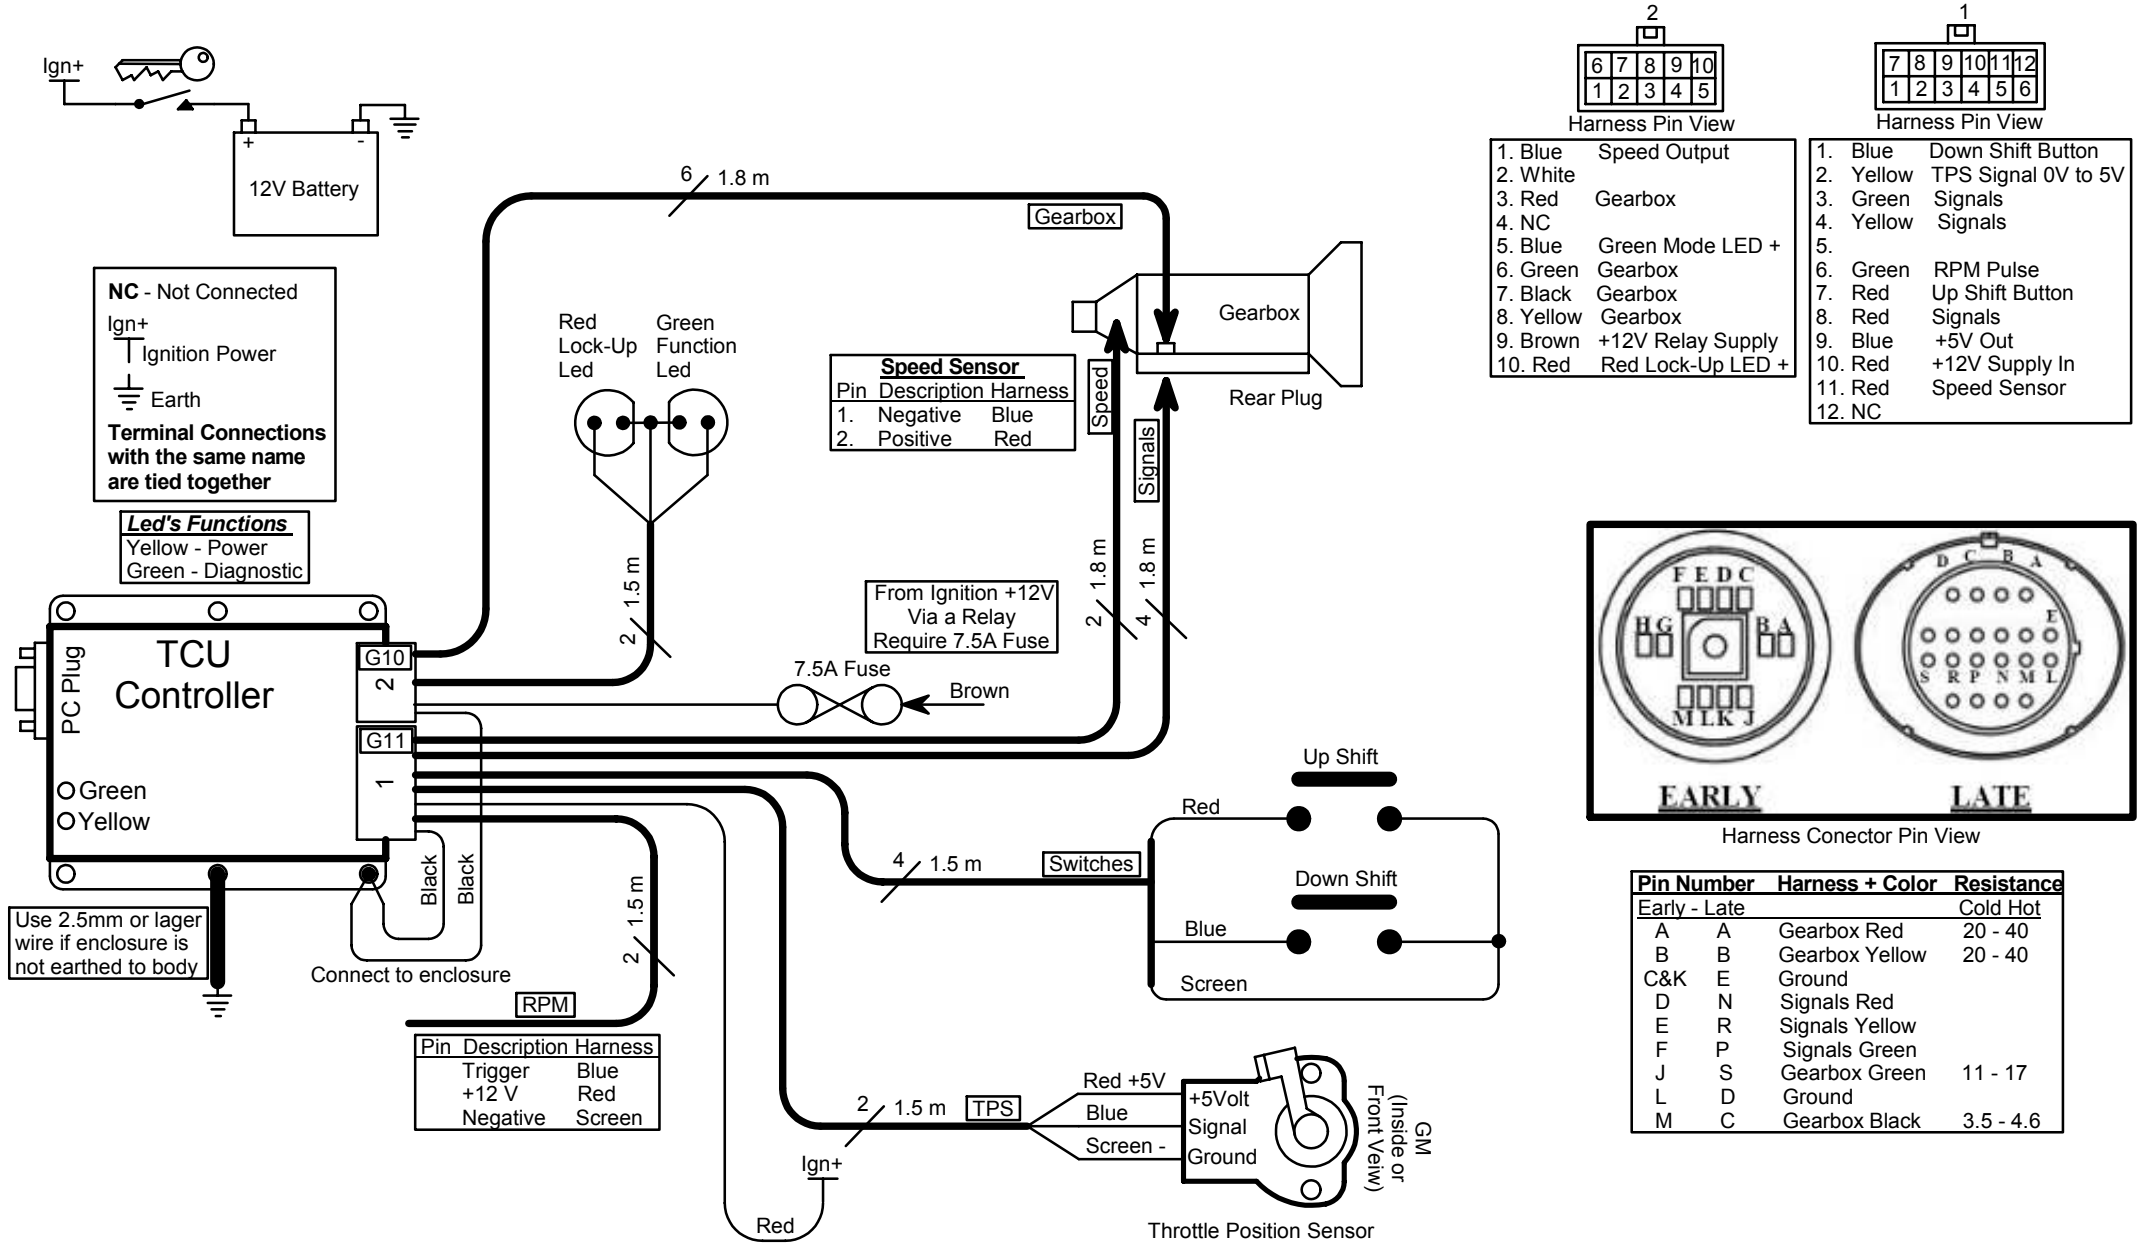 Ign+
+
-
12V Battery
NC - Not Connected
Ign+
Ignition Power
Earth
Terminal Connections
with the same name
are tied together
Led's Functions
Yellow - Power
Green - Diagnostic
TCU
Controller
PC Plug
Green
Yellow
G10
2
G11
1
Black
Black
Use 2.5mm or lager
wire if enclosure is
not earthed to body
Connect to enclosure
6
1.8 m
Gearbox
Red
Lock-Up
Led
Green
Function
Led
2
1.5 m
Speed Sensor
Pin Description Harness
1. Negative Blue
2. Positive Red
Gearbox
Rear Plug
Speed
Signals
2
1.8 m
4
1.8 m
From Ignition +12V
Via a Relay
Require 7.5A Fuse
7.5A Fuse
Brown
4
1.5 m
Switches
Up Shift
Red
Down Shift
Blue
Screen
2
1.5 m
RPM
Pin Description Harness
Trigger Blue
+12 V Red
Negative Screen
2
1.5 m
TPS
Red +5V
Blue
Screen -
+5Volt
Signal
Ground
GM
(Inside or
Front Veiw)
Throttle Position Sensor
Ign+
Red
2
6 7 8 9 10
1 2 3 4 5
Harness Pin View
1. Blue Speed Output
2. White
3. Red Gearbox
4. NC
5. Blue Green Mode LED +
6. Green Gearbox
7. Black Gearbox
8. Yellow Gearbox
9. Brown +12V Relay Supply
10. Red Red Lock-Up LED +
1
7 8 9 10 11 12
1 2 3 4 5 6
Harness Pin View
1. Blue Down Shift Button
2. Yellow TPS Signal 0V to 5V
3. Green Signals
4. Yellow Signals
5.
6. Green RPM Pulse
7. Red Up Shift Button
8. Red Signals
9. Blue +5V Out
10. Red +12V Supply In
11. Red Speed Sensor
12. NC
F E D C
H G
B A
M L K J
EARLY
D C B A
E
S R P N M L
LATE
Harness Conector Pin View
Pin Number Harness + Color Resistance
Early - Late Cold Hot
A A Gearbox Red 20 - 40
B B Gearbox Yellow 20 - 40
C&K E Ground
D N Signals Red
E R Signals Yellow
F P Signals Green
J S Gearbox Green 11 - 17
L D Ground
M C Gearbox Black 3.5 - 4.6